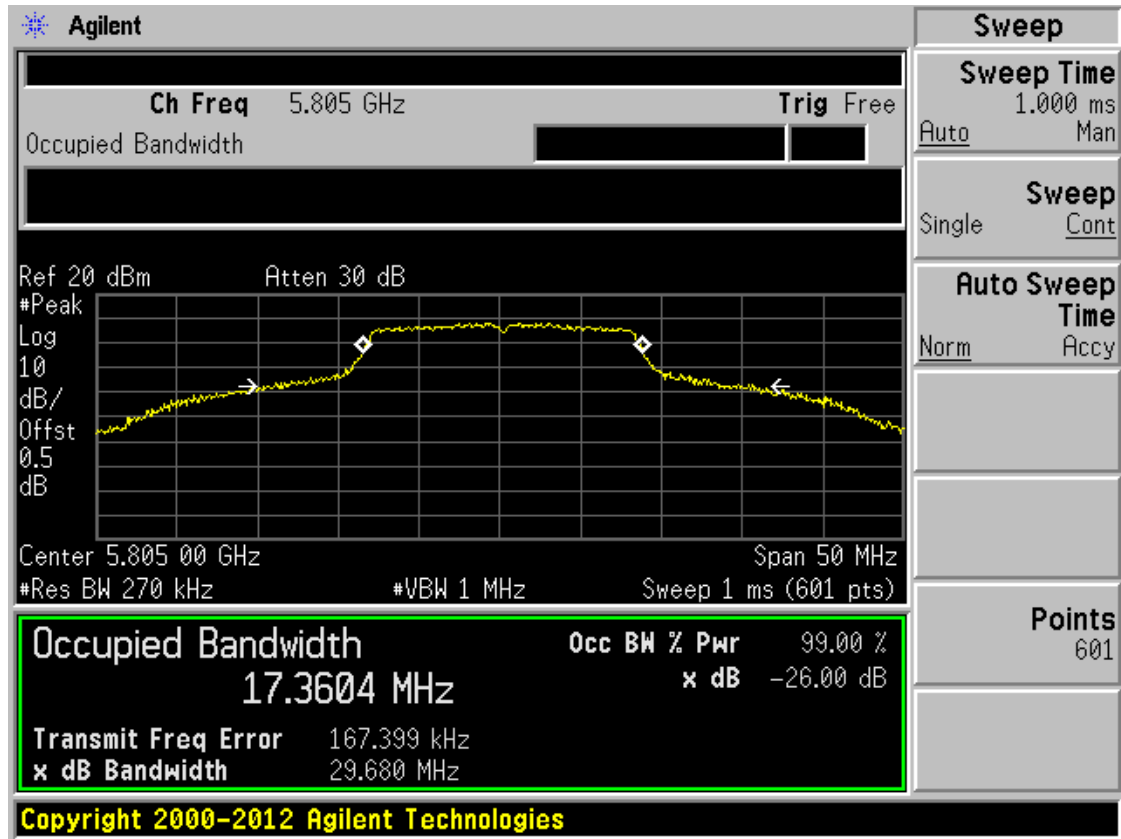 Agilent
Ch Freq 5.805 GHz Trig Free
Occupied Bandwidth
Ref 20 dBm Atten 30 dB
#Peak
Log
10
dB/
Offst
0.5
dB
Center 5.805 00 GHz Span 50 MHz
#Res BW 270 kHz #VBW 1 MHz Sweep 1 ms (601 pts)
Occupied Bandwidth
17.3604 MHz
Occ BW % Pwr 99.00 %
x dB -26.00 dB
Transmit Freq Error 167.399 kHz
x dB Bandwidth 29.680 MHz
Copyright 2000-2012 Agilent Technologies
Sweep
Sweep Time
1.000 ms
Auto Man
Sweep
Single Cont
Auto Sweep
Time
Norm Accy
Points
601